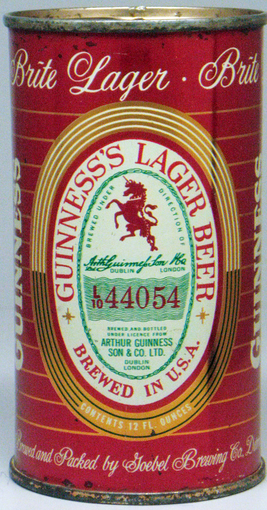 Brite Lager · Brite
GUINNESS
GUINNESS'S LAGER BEER
BREWED UNDER DIRECTION OF
Arthur Guinness Son & Co.
DUBLIN LONDON
L/10 44054
BREWED AND BOTTLED
UNDER LICENCE FROM
ARTHUR GUINNESS
SON & CO. LTD.
DUBLIN
LONDON
BREWED IN U.S.A.
CONTENTS 12 FL. OUNCES
Brewed and Packed by Goebel Brewing Co.